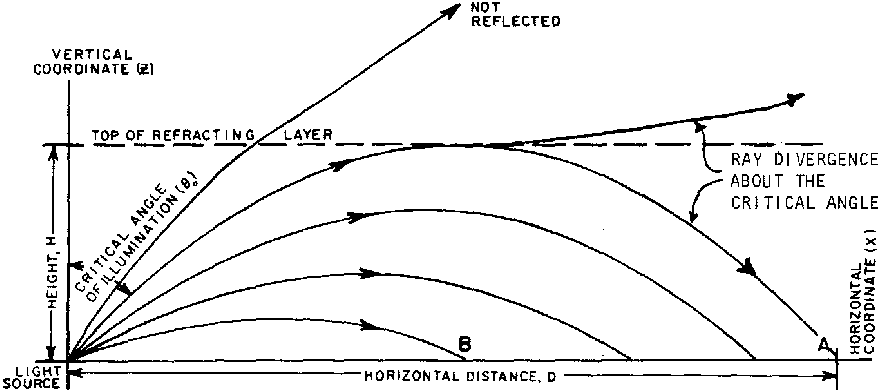 NOT
REFLECTED
VERTICAL
COORDINATE (Z)
TOP OF REFRACTING LAYER
RAY DIVERGENCE
ABOUT THE
CRITICAL ANGLE
CRITICAL ANGLE
OF ILLUMINATION (θ₀)
HEIGHT, H
HORIZONTAL
COORDINATE (X)
B
A
LIGHT
SOURCE
HORIZONTAL DISTANCE, D